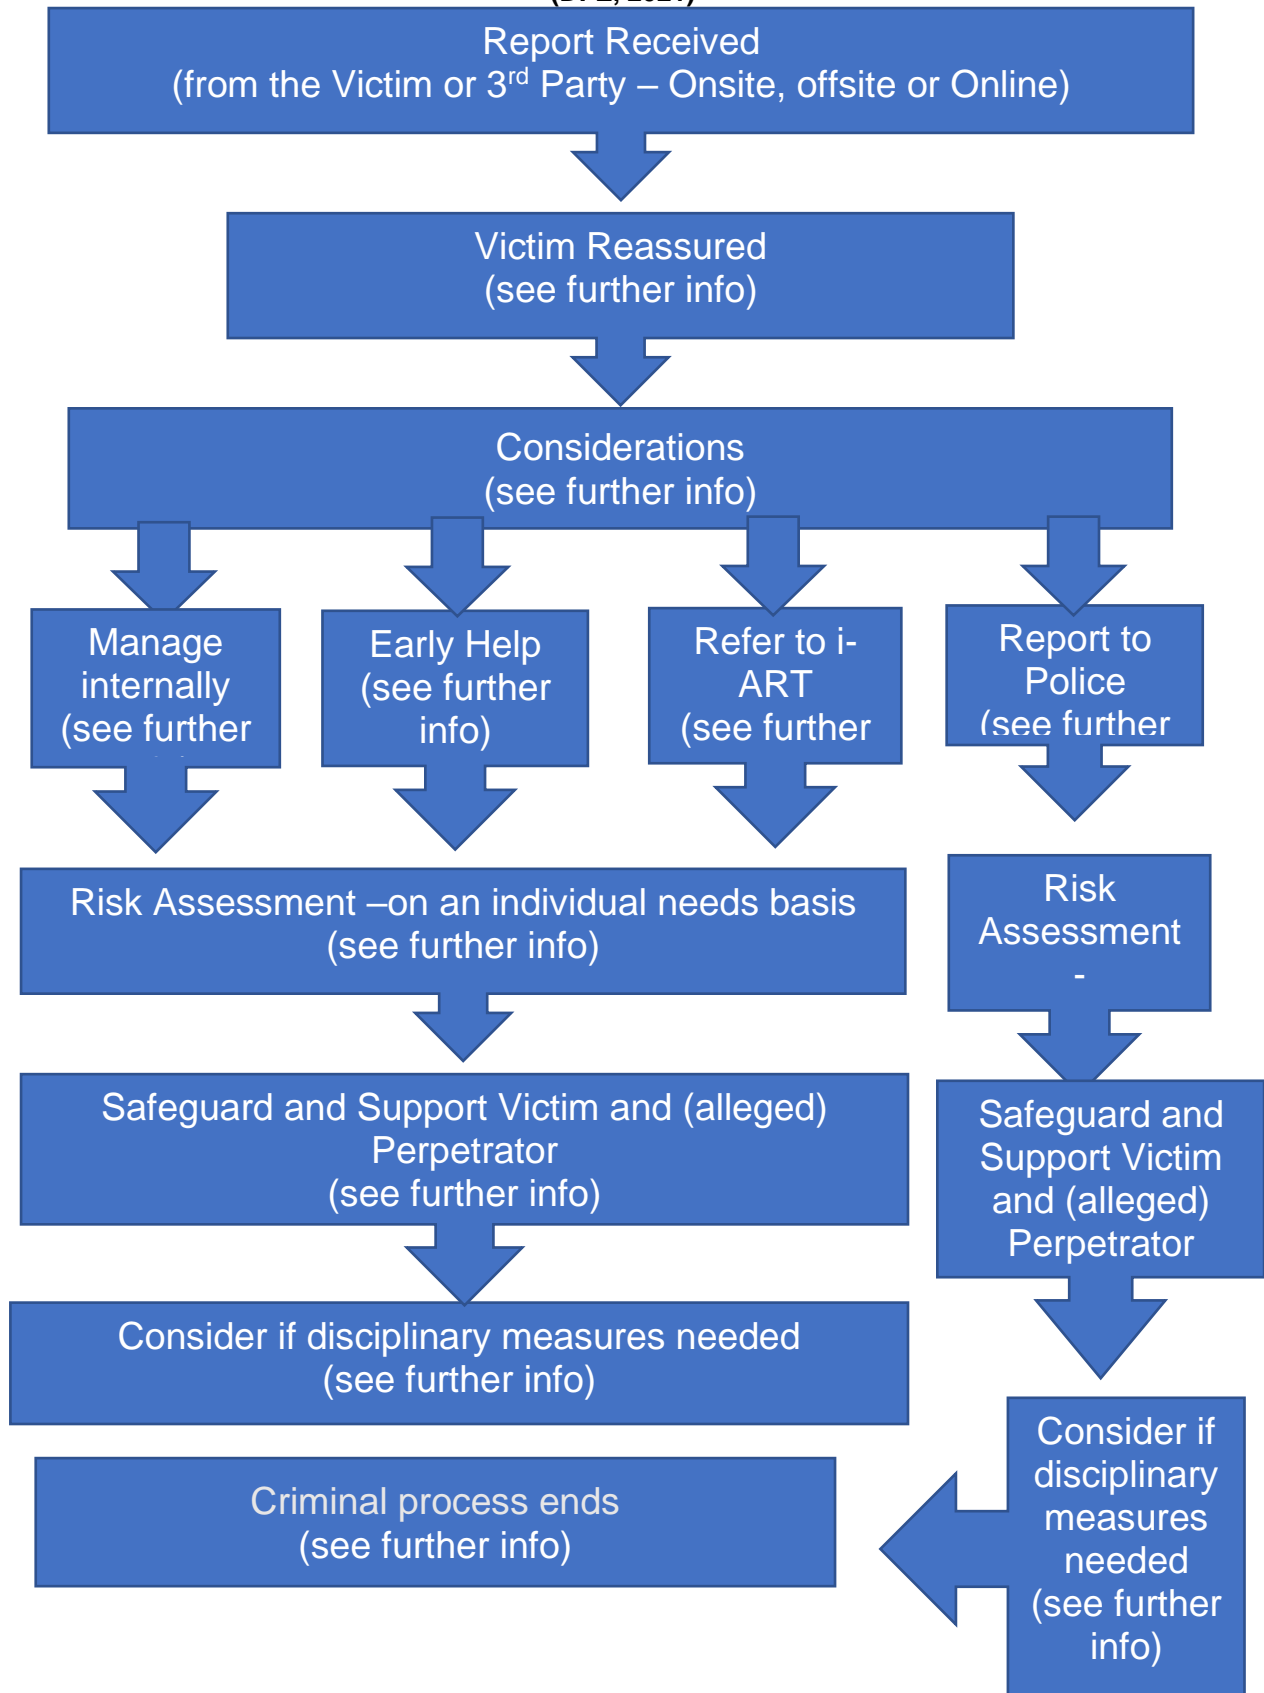 Report Received
(from the Victim or 3rd Party – Onsite, offsite or Online)
Victim Reassured
(see further info)
Considerations
(see further info)
Manage
internally
(see further
Early Help
(see further
info)
Refer to i-
ART
(see further
Report to
Police
(see further
Risk Assessment –on an individual needs basis
(see further info)
Risk
Assessment
-
Safeguard and Support Victim and (alleged)
Perpetrator
(see further info)
Safeguard and
Support Victim
and (alleged)
Perpetrator
Consider if disciplinary measures needed
(see further info)
Consider if
disciplinary
measures
needed
(see further
info)
Criminal process ends
(see further info)